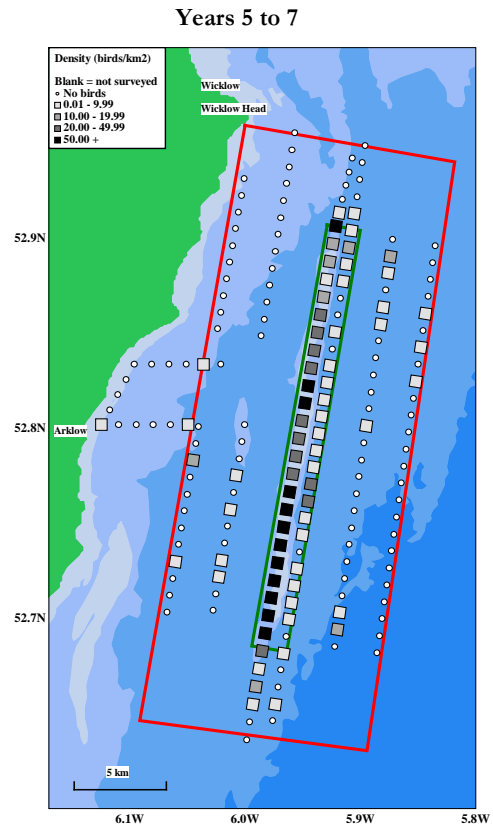 Years 5 to 7
Density (birds/km2)
Blank = not surveyed
No birds
0.01 - 9.99
10.00 - 19.99
20.00 - 49.99
50.00 +
Wicklow
Wicklow Head
52.9N
52.8N
Arklow
52.7N
5 km
6.1W 6.0W 5.9W 5.8W